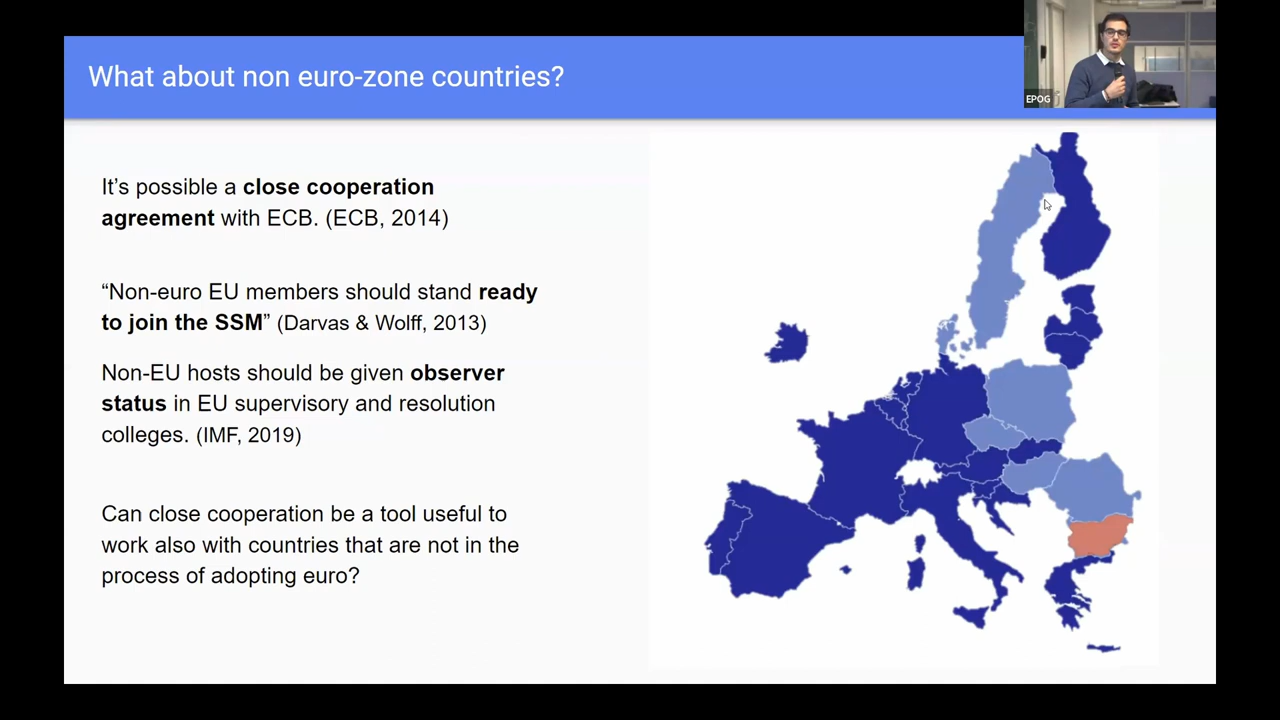 What about non euro-zone countries?
EPOG
It's possible a close cooperation
agreement with ECB. (ECB, 2014)
“Non-euro EU members should stand ready
to join the SSM” (Darvas & Wolff, 2013)
Non-EU hosts should be given observer
status in EU supervisory and resolution
colleges. (IMF, 2019)
Can close cooperation be a tool useful to
work also with countries that are not in the
process of adopting euro?